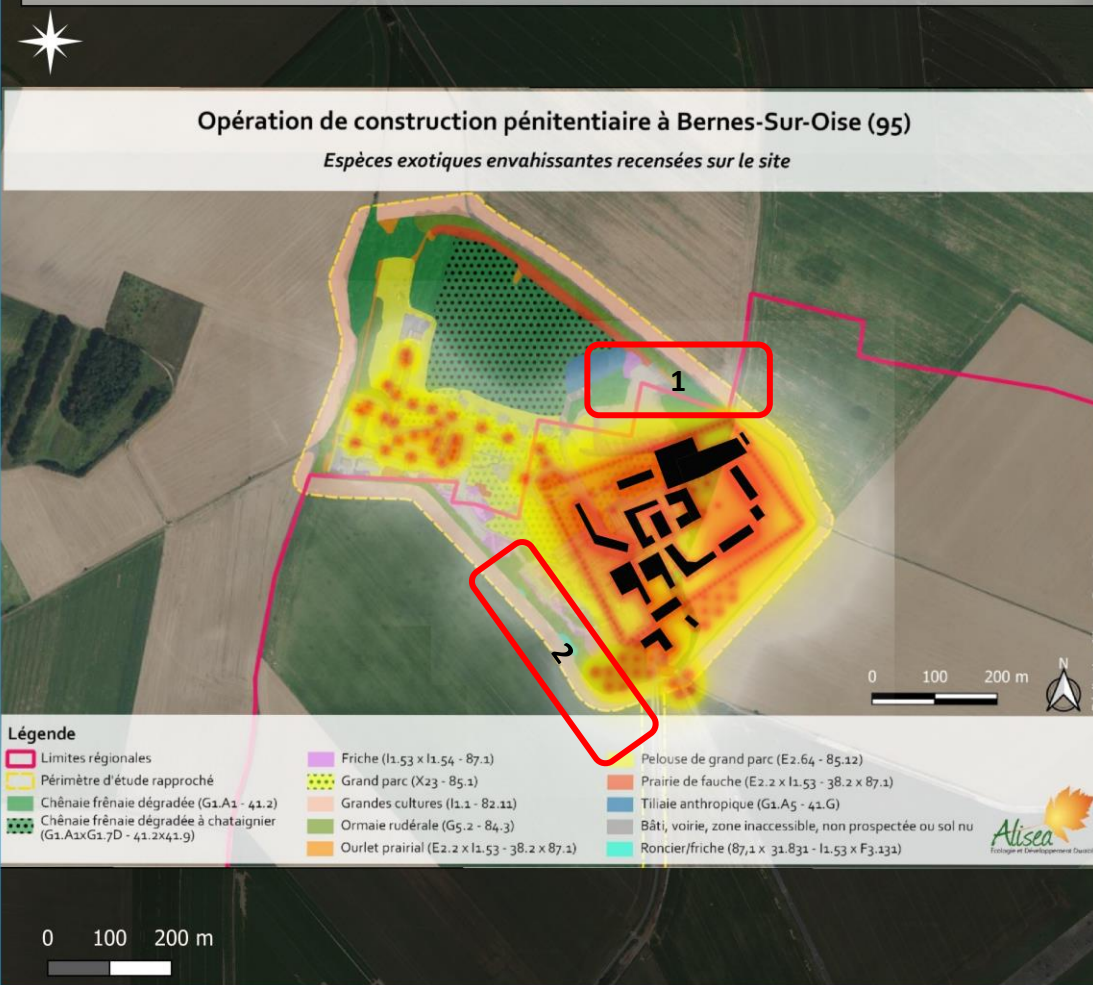 Opération de construction pénitentiaire à Bernes-Sur-Oise (95)
Espèces exotiques envahissantes recensées sur le site
1
2
0 100 200 m
N
Légende
Limites régionales
Périmètre d'étude rapproché
Chênaie frênaie dégradée (G1.A1 - 41.2)
Chênaie frênaie dégradée à chataignier
(G1.A1xG1.7D - 41.2x41.9)
Friche (I1.53 x I1.54 - 87.1)
Grand parc (X23 - 85.1)
Grandes cultures (I1.1 - 82.11)
Ormaie rudérale (G5.2 - 84.3)
Ourlet prairial (E2.2 x I1.53 - 38.2 x 87.1)
Pelouse de grand parc (E2.64 - 85.12)
Prairie de fauche (E2.2 x I1.53 - 38.2 x 87.1)
Tiliaie anthropique (G1.A5 - 41.G)
Bâti, voirie, zone inaccessible, non prospectée ou sol nu
Roncier/friche (87,1 x 31.831 - I1.53 x F3.131)
Alisea
Ecologie et Développement Durable
0 100 200 m